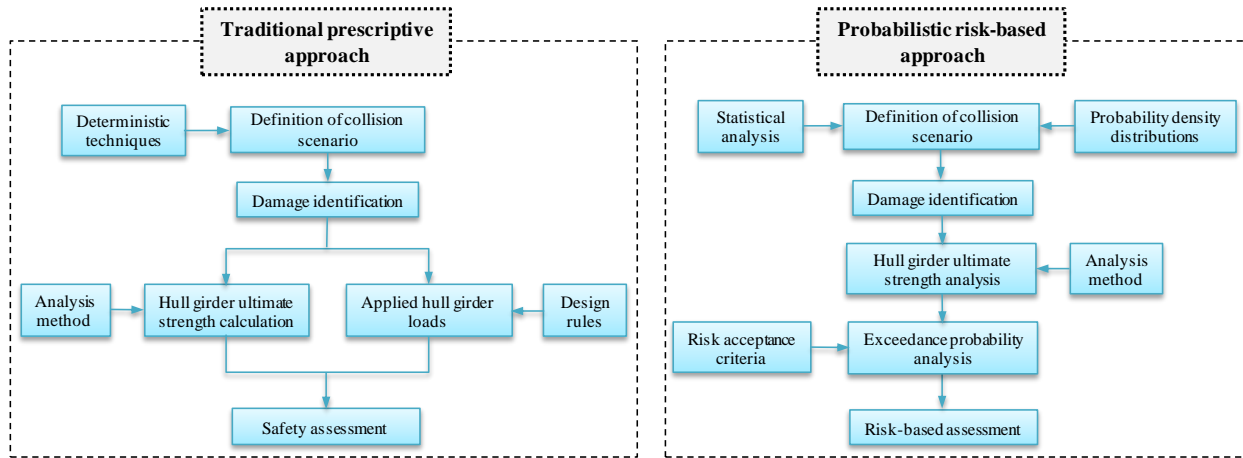 Traditional prescriptive
approach
Deterministic
techniques
Definition of collision
scenario
Damage identification
Analysis
method
Hull girder ultimate
strength calculation
Applied hull girder
loads
Design
rules
Safety assessment
Probabilistic risk-based
approach
Statistical
analysis
Definition of collision
scenario
Probability density
distributions
Damage identification
Hull girder ultimate
strength analysis
Analysis
method
Risk acceptance
criteria
Exceedance probability
analysis
Risk-based assessment